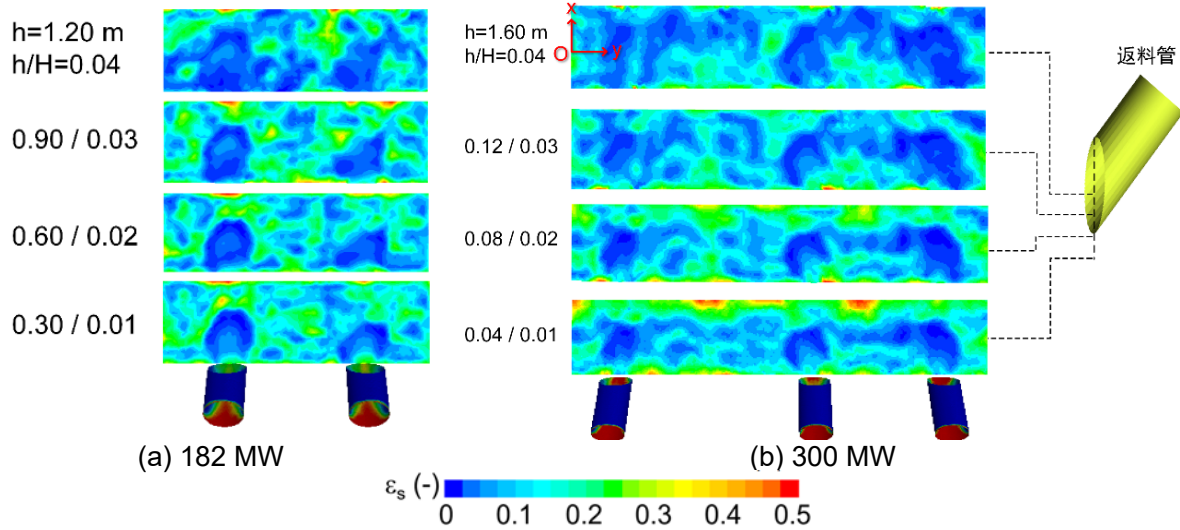 h=1.20 m
h/H=0.04
0.90 / 0.03
0.60 / 0.02
0.30 / 0.01
(a) 182 MW
h=1.60 m
h/H=0.04
x
O
y
0.12 / 0.03
0.08 / 0.02
0.04 / 0.01
(b) 300 MW
返料管
εs (-)
0 0.1 0.2 0.3 0.4 0.5